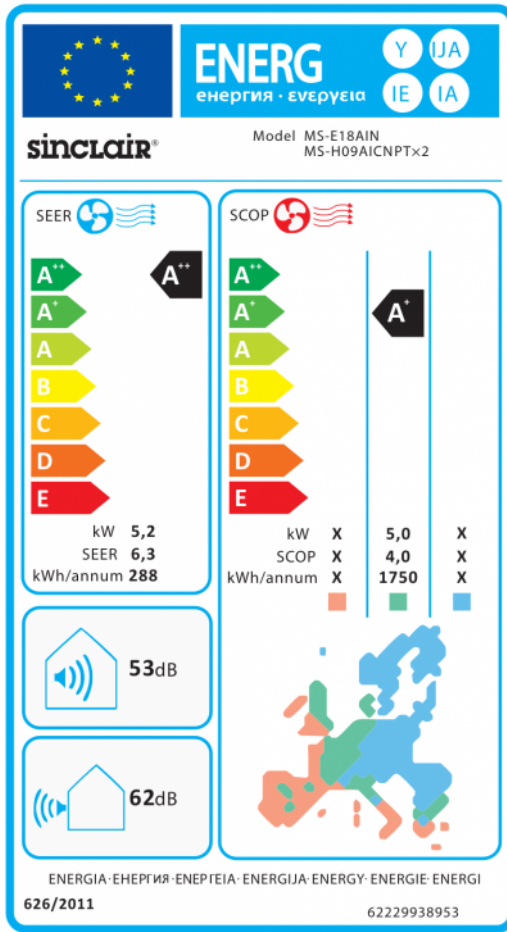 ENERG
енергия · ενεργεια
Y IJA
IE IA
SINCLAIR®
Model MS-E18AIN
MS-H09AICNPT×2
SEER
A++
A++
A+
A
B
C
D
E
kW 5,2
SEER 6,3
kWh/annum 288
SCOP
A++
A+
A+
A
B
C
D
E
kW X 5,0 X
SCOP X 4,0 X
kWh/annum X 1750 X
53dB
62dB
ENERGIA·ЕНЕРГИЯ·ΕΝΕΡΓΕΙΑ·ENERGIJA·ENERGY·ENERGIE·ENERGI
626/2011
62229938953